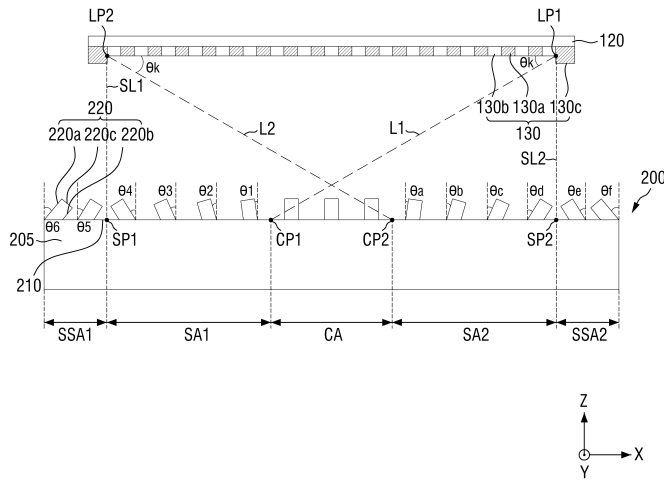 LP2 LP1
120
θk θk
SL1
130b 130a 130c
220
130
220a 220c 220b
L2 L1
SL2
θ4 θ3 θ2 θ1 θa θb θc θd θe θf
200
θ6 θ5
205
SP1 CP1 CP2 SP2
210
SSA1 SA1 CA SA2 SSA2
Z
X
Y